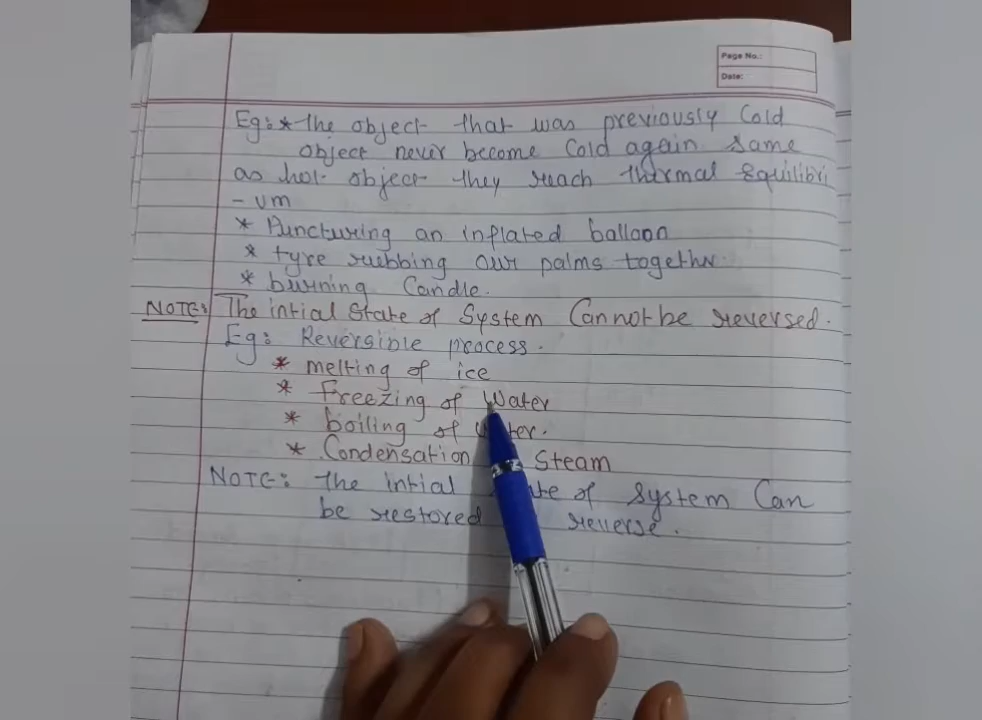 Page No.:
Date:
Eg:* the object that was previously Cold
object never become Cold again same
as hot object they reach thermal Equilibri
-um
* Puncturing an inflated balloon
* tyre rubbing our palms together.
* burning Candle.
NOTE: The intial State of System Cannot be reversed.
Eg: Reversible process.
* melting of ice
* Freezing of Water
* boiling of water.
* Condensation Steam
NOTE: the intial state of System Can
be restored reverse.